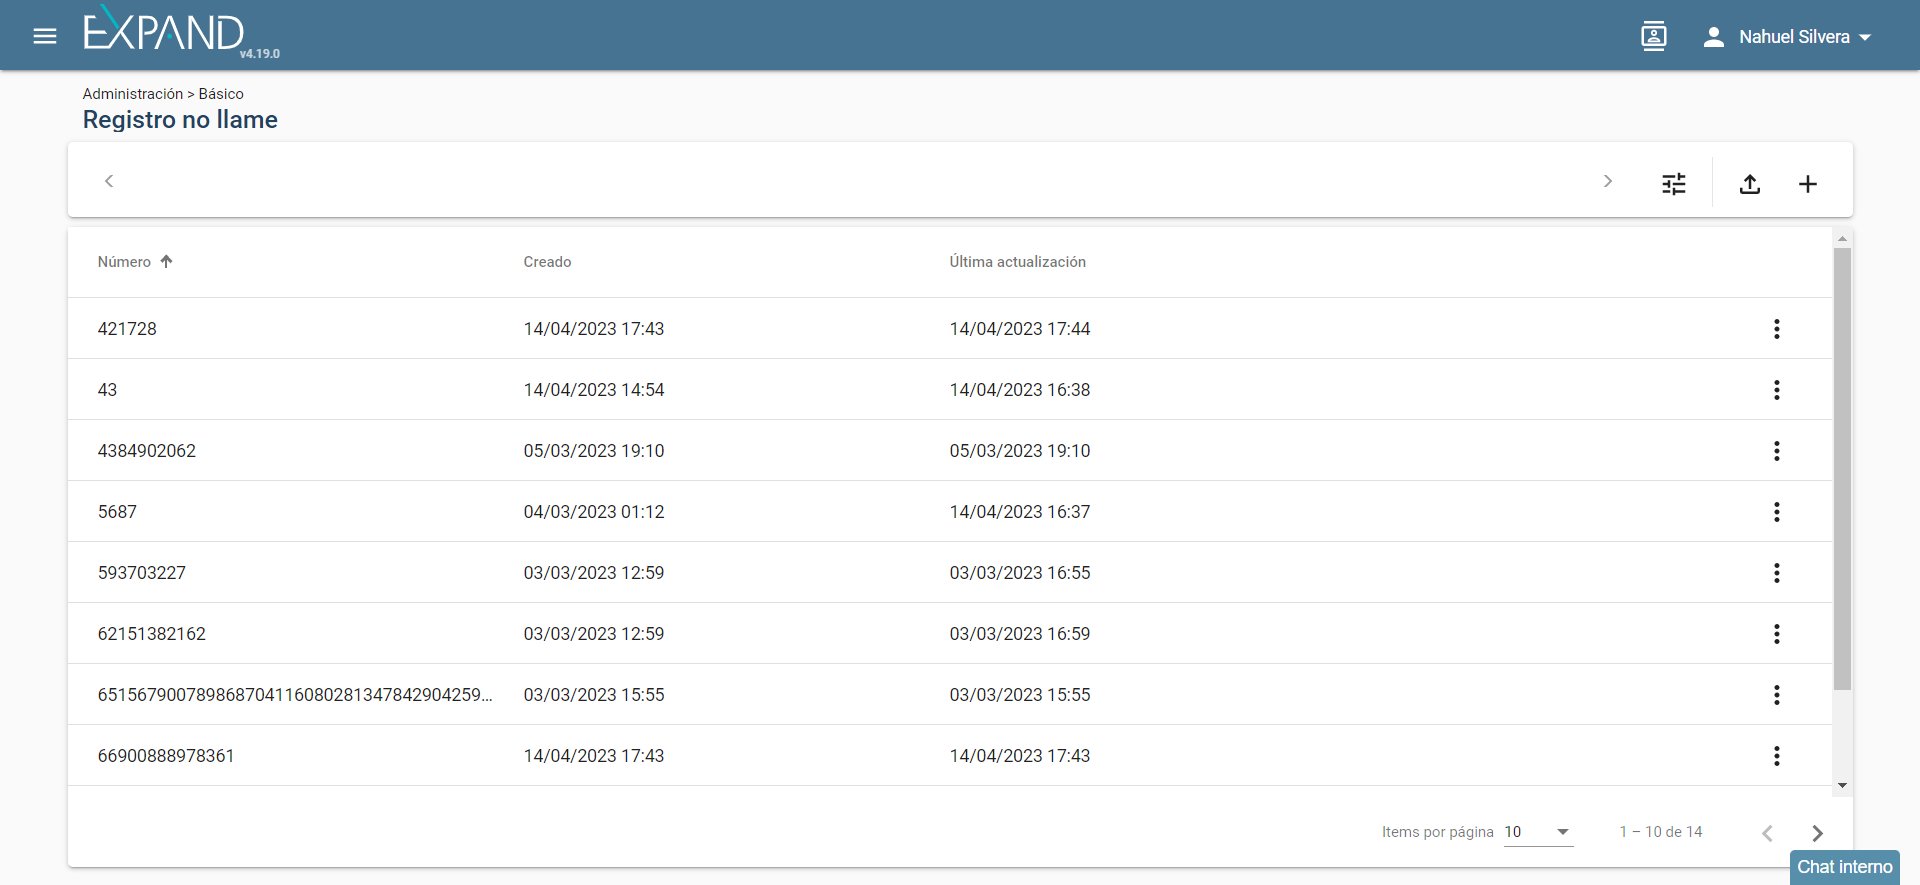 EXPAND
v4.19.0
Nahuel Silvera
Administración > Básico
Registro no llame
Número Creado Última actualización
421728 14/04/2023 17:43 14/04/2023 17:44
43 14/04/2023 14:54 14/04/2023 16:38
4384902062 05/03/2023 19:10 05/03/2023 19:10
5687 04/03/2023 01:12 14/04/2023 16:37
593703227 03/03/2023 12:59 03/03/2023 16:55
62151382162 03/03/2023 12:59 03/03/2023 16:59
6515679007898687041160802813478429042​59... 03/03/2023 15:55 03/03/2023 15:55
66900888978361 14/04/2023 17:43 14/04/2023 17:43
Items por página 10 1 – 10 de 14
Chat interno